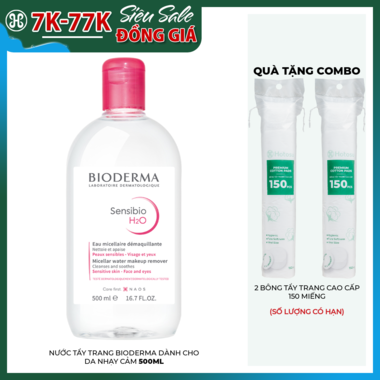 7K-77K Siêu Sale
ĐỒNG GIÁ
QUÀ TẶNG COMBO
BIODERMA
LABORATOIRE DERMATOLOGIQUE
Sensibio
H2O
Eau micellaire démaquillante
Nettoie et apaise
Peaux sensibles - Visage et yeux
Micellar water makeup remover
Cleanses and soothes
Sensitive skin - Face and eyes
500 ml e 16.7 FL.OZ.
150
150
2 BÔNG TẨY TRANG CAO CẤP
150 MIẾNG
(SỐ LƯỢNG CÓ HẠN)
NƯỚC TẨY TRANG BIODERMA DÀNH CHO
DA NHẠY CẢM 500ML